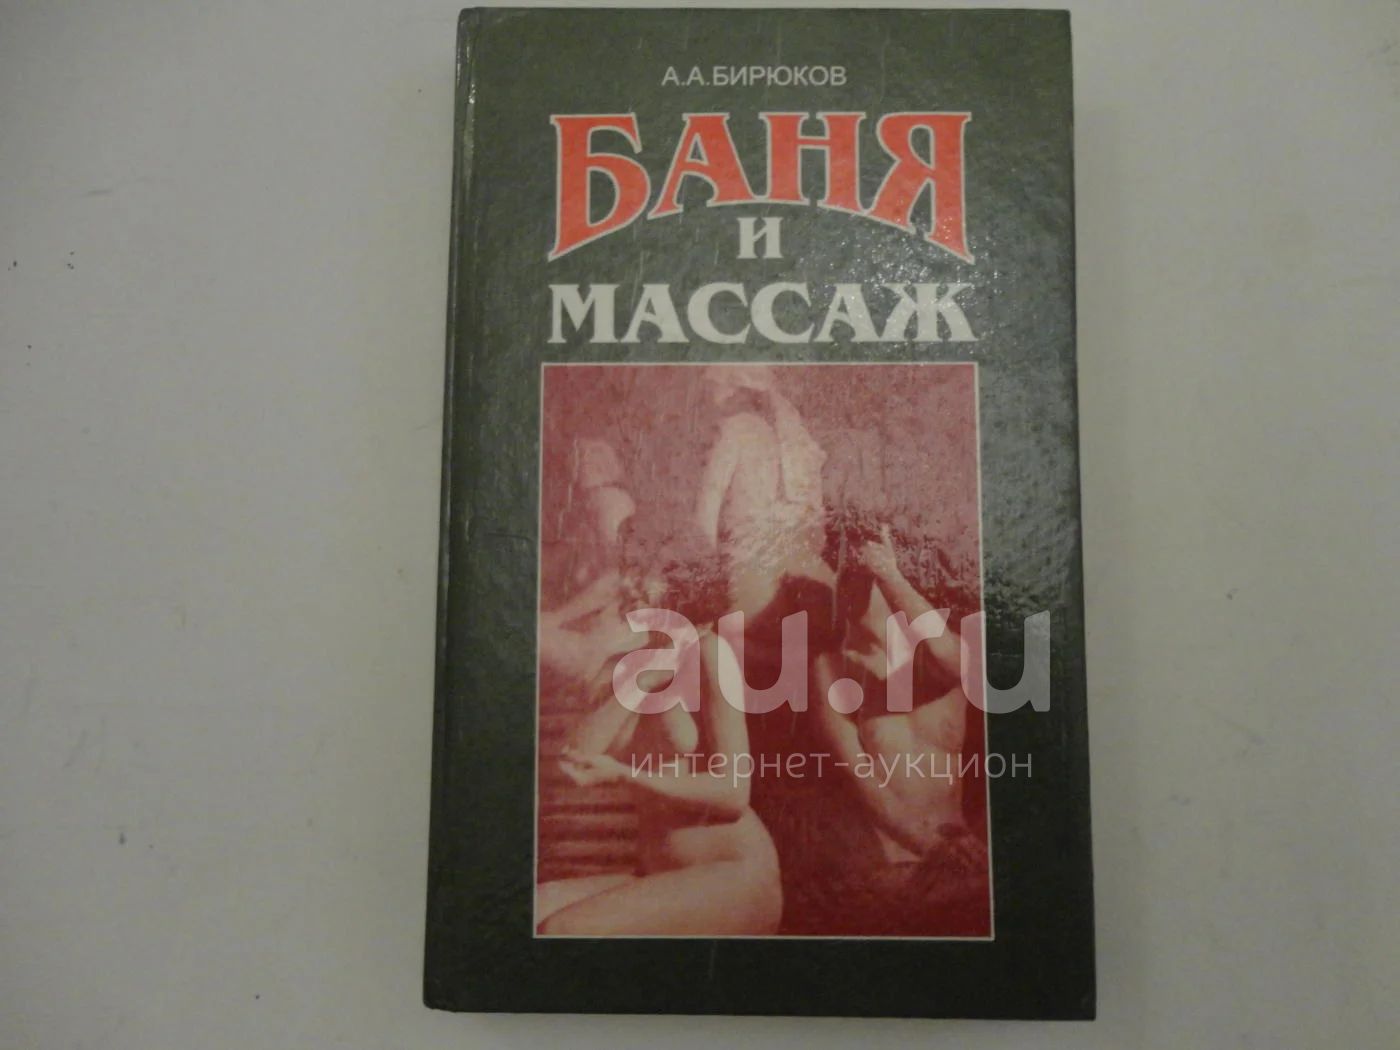 А.А.БИРЮКОВ
БАНЯ
И
МАССАЖ
au.ru
интернет-аукцион